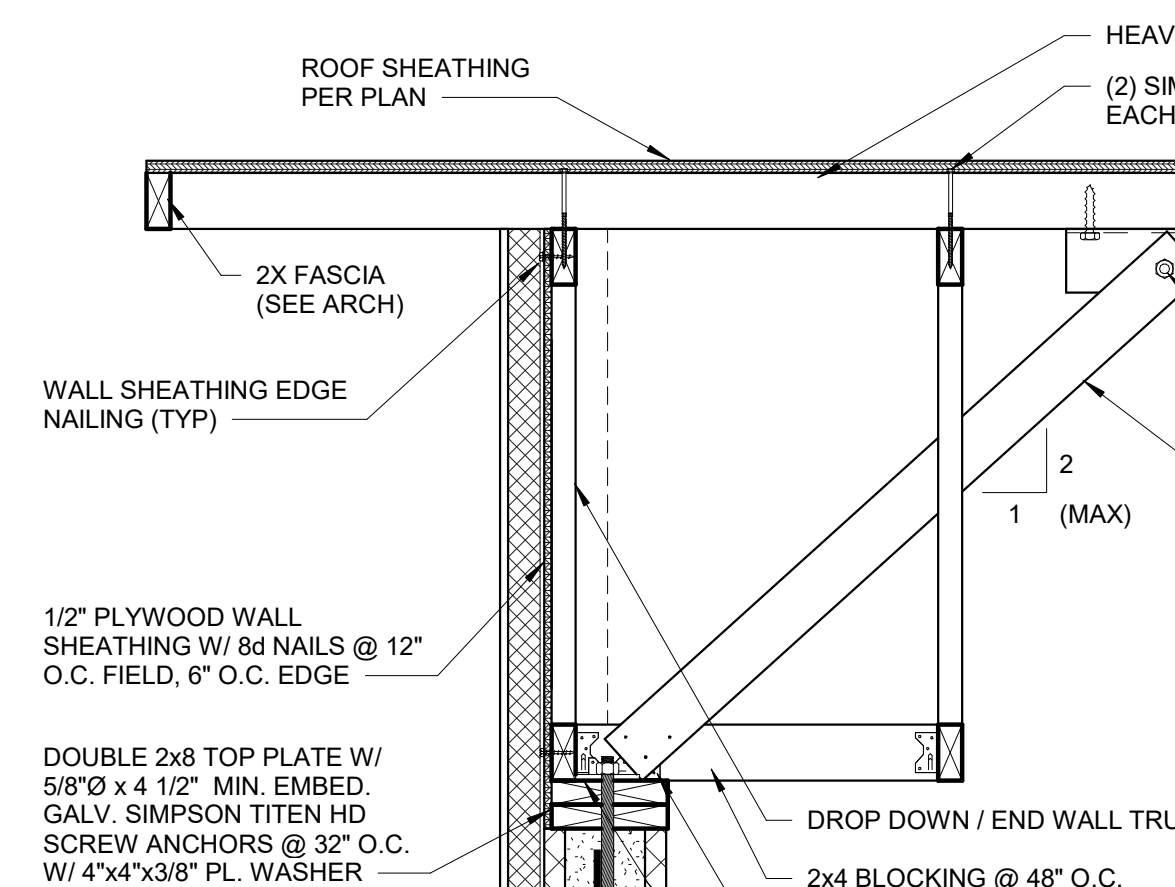 ROOF SHEATHING
PER PLAN
(2)
EACH
2X FASCIA
(SEE ARCH)
WALL SHEATHING EDGE
NAILING (TYP)
2
1 (MAX)
1/2" PLYWOOD WALL
SHEATHING W/ 8d NAILS @ 12"
O.C. FIELD, 6" O.C. EDGE
DOUBLE 2x8 TOP PLATE W/
5/8"Ø x 4 1/2" MIN. EMBED.
GALV. SIMPSON TITEN HD
SCREW ANCHORS @ 32" O.C.
W/ 4"x4"x3/8" PL. WASHER
DROP DOWN / END WALL
2x4 BLOCKING @ 48" O.C.